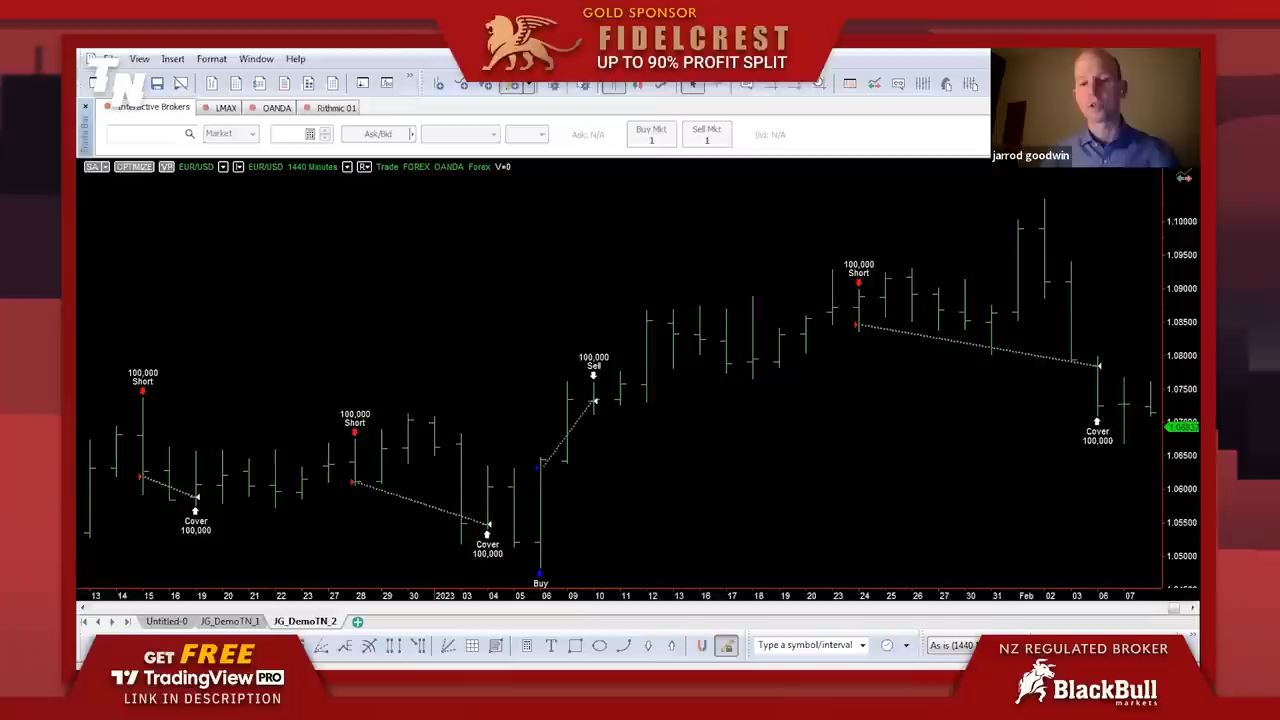 GOLD SPONSOR
FIDELCREST
UP TO 90% PROFIT SPLIT
TN
View Insert Format Window Help
Interactive Brokers LMAX OANDA Rithmic 01
Market Ask/Bid Ask: N/A Buy Mkt 1 Sell Mkt 1 Bid: N/A
jarrod goodwin
SA OPTIMIZE VP EUR/USD I EUR/USD 1440 Minutes R Trade FOREX OANDA Forex V=0
1.10000
1.09500
1.09000
1.08500
1.08000
1.07500
1.06500
1.06000
1.05500
1.05000
100,000
Short
Cover
100,000
100,000
Short
Cover
100,000
Buy
100,000
Sell
100,000
Short
Cover
100,000
13 14 15 16 19 20 21 22 23 27 28 29 30 2023 03 04 05 06 09 10 11 12 13 16 17 18 19 20 23 24 25 26 27 30 31 Feb 02 03 06 07
Untitled-0 JG_DemoTN_1 JG_DemoTN_2
Type a symbol/interval As is (1440
GET FREE
TradingView PRO
LINK IN DESCRIPTION
NZ REGULATED BROKER
BlackBull
markets